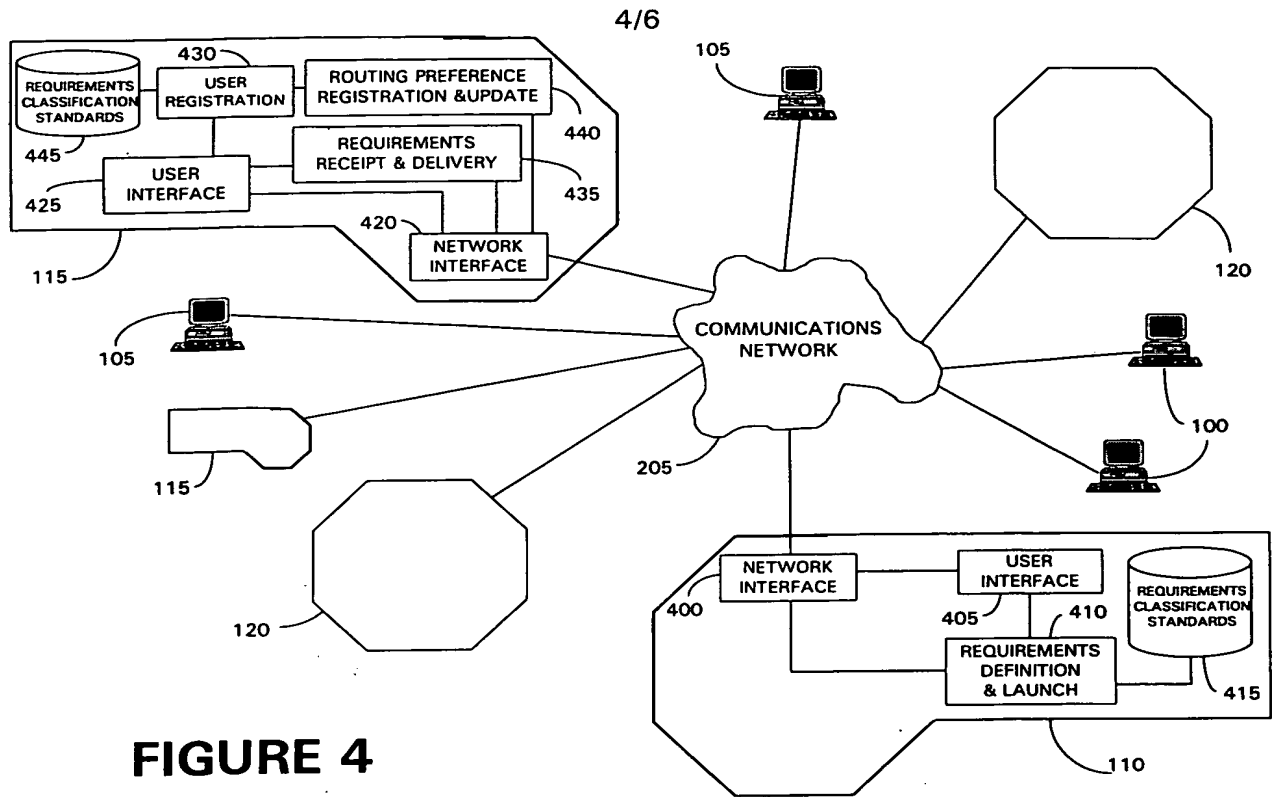 4/6
430
REQUIREMENTS
CLASSIFICATION
STANDARDS
USER
REGISTRATION
ROUTING PREFERENCE
REGISTRATION &UPDATE
445
440
REQUIREMENTS
RECEIPT & DELIVERY
425
USER
INTERFACE
435
420
NETWORK
INTERFACE
115
105
120
105
COMMUNICATIONS
NETWORK
100
115
205
120
400
NETWORK
INTERFACE
USER
INTERFACE
405
410
REQUIREMENTS
CLASSIFICATION
STANDARDS
REQUIREMENTS
DEFINITION
& LAUNCH
415
110
FIGURE 4